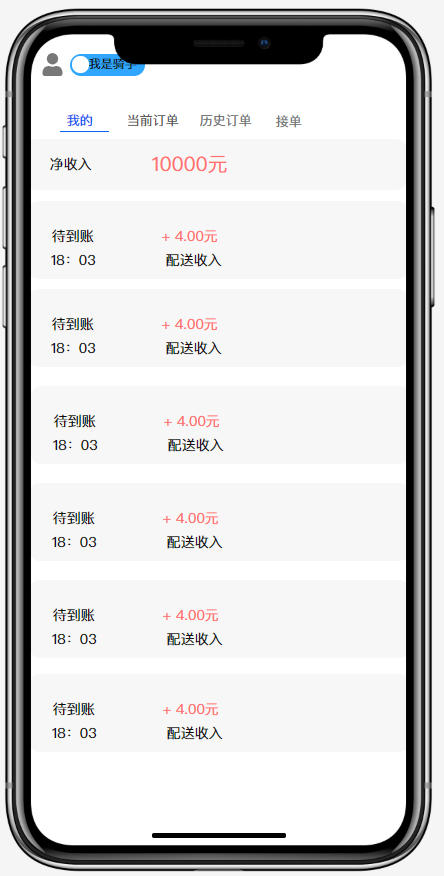 我是骑手
我的 当前订单 历史订单 接单
净收入 10000元
待到账 + 4.00元
18：03 配送收入
待到账 + 4.00元
18：03 配送收入
待到账 + 4.00元
18：03 配送收入
待到账 + 4.00元
18：03 配送收入
待到账 + 4.00元
18：03 配送收入
待到账 + 4.00元
18：03 配送收入